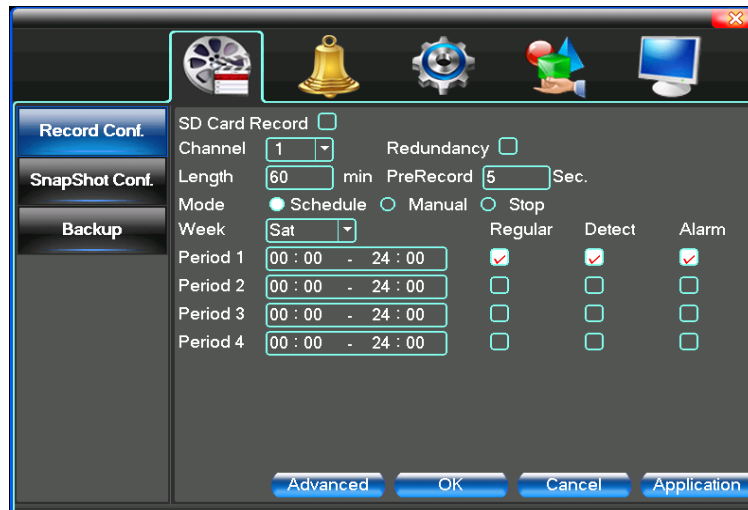 Record Conf.
SnapShot Conf.
Backup
SD Card Record
Channel 1 Redundancy
Length 60 min PreRecord 5 Sec.
Mode Schedule Manual Stop
Week Sat Regular Detect Alarm
Period 1 00 : 00 - 24 : 00
Period 2 00 : 00 - 24 : 00
Period 3 00 : 00 - 24 : 00
Period 4 00 : 00 - 24 : 00
Advanced OK Cancel Application